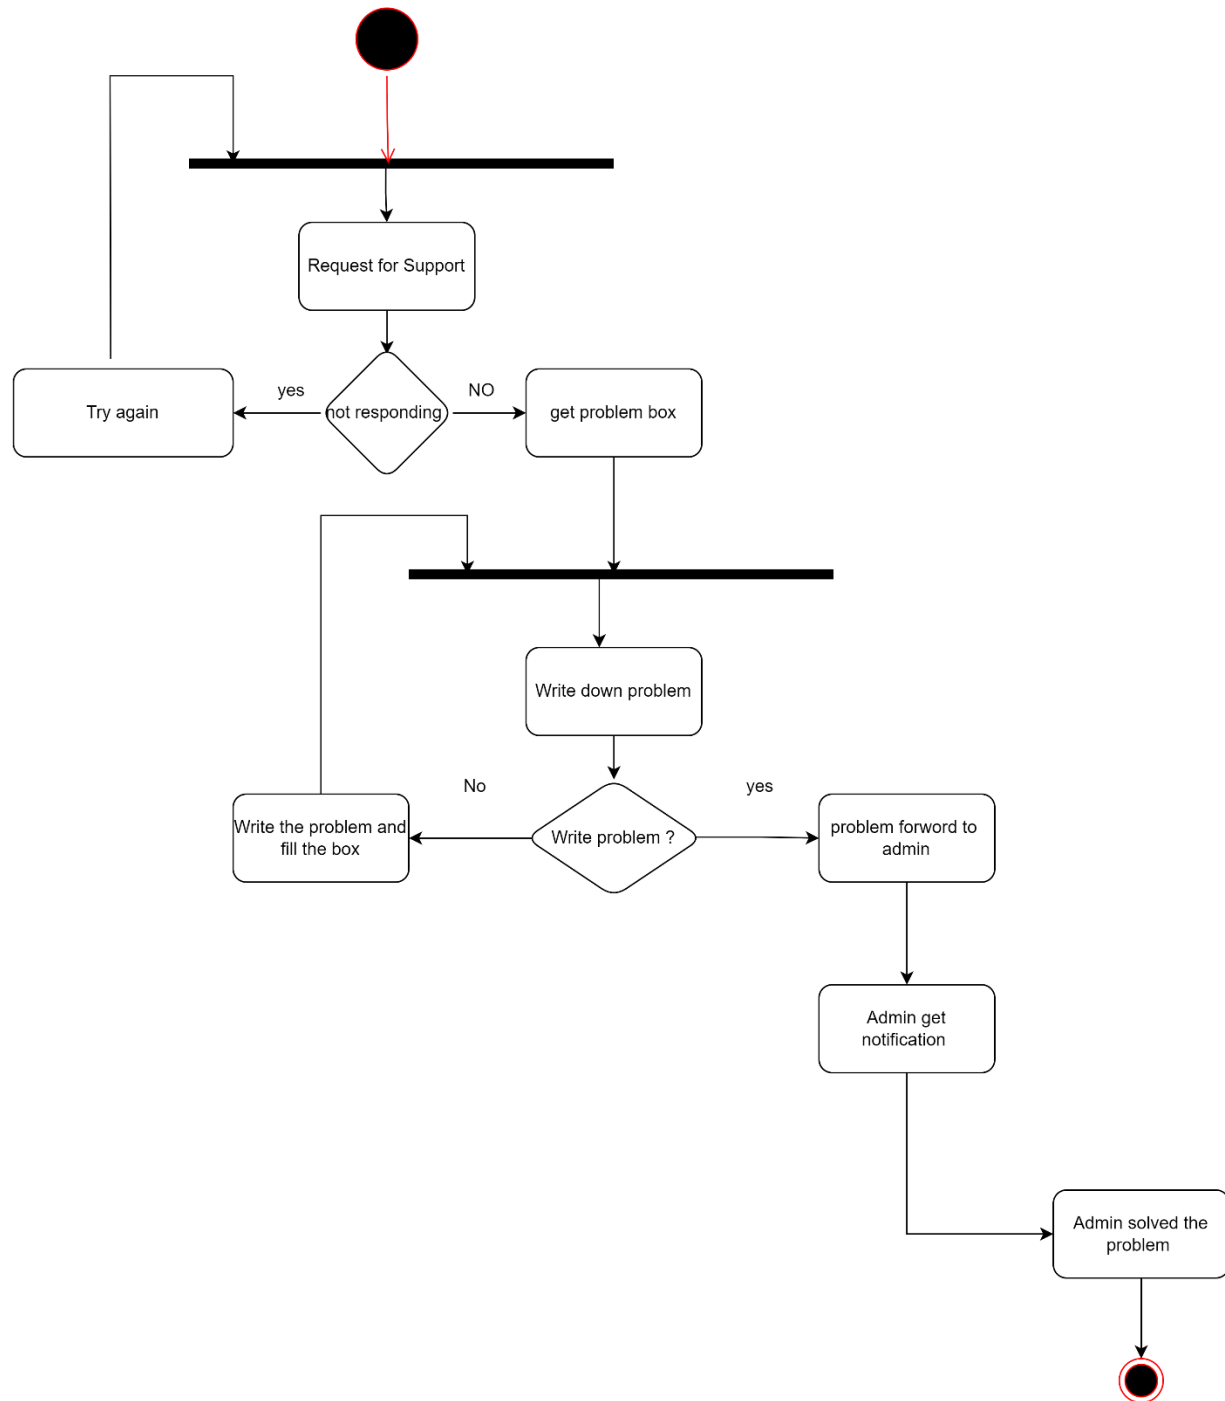 Request for Support
yes
NO
Try again
not responding
get problem box
Write down problem
No
yes
Write the problem and
fill the box
Write problem ?
problem forword to
admin
Admin get
notification
Admin solved the
problem